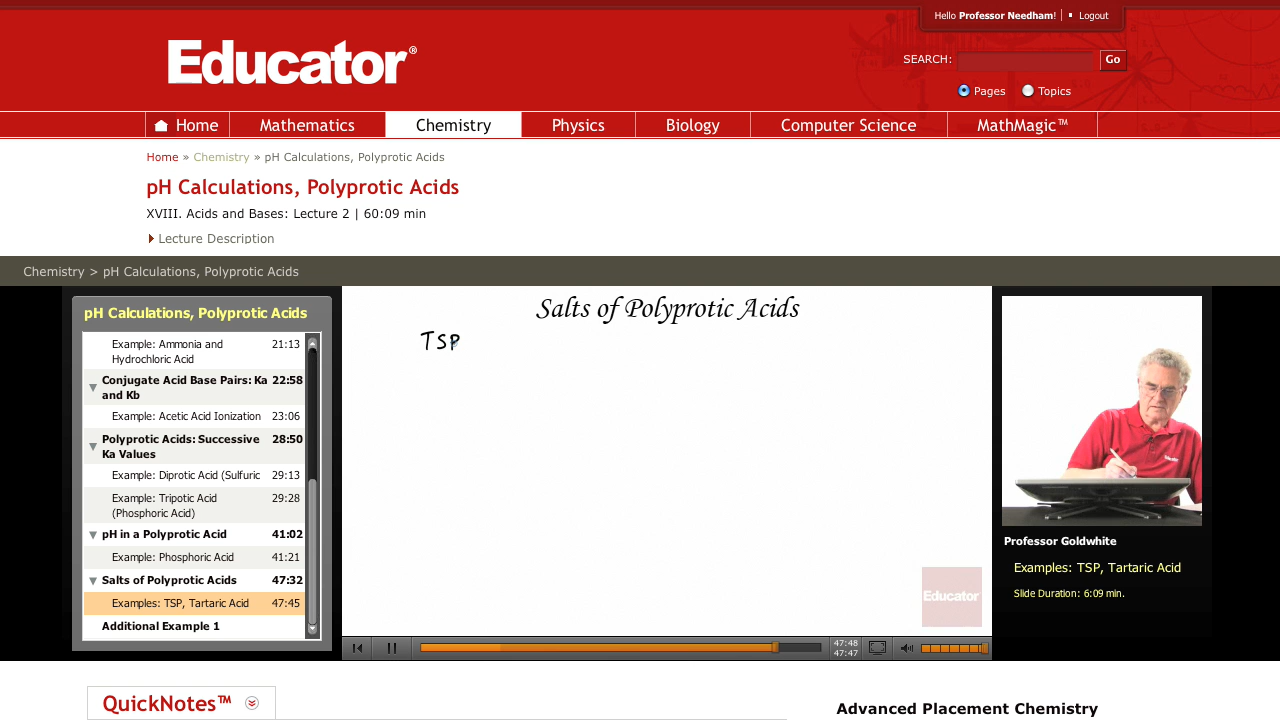 Hello Professor Needham! Logout
Educator®
SEARCH: Go
Pages Topics
Home Mathematics Chemistry Physics Biology Computer Science MathMagic™
Home » Chemistry » pH Calculations, Polyprotic Acids
pH Calculations, Polyprotic Acids
XVIII. Acids and Bases: Lecture 2 | 60:09 min
Lecture Description
Chemistry > pH Calculations, Polyprotic Acids
pH Calculations, Polyprotic Acids
Example: Ammonia and 21:13
Hydrochloric Acid
Conjugate Acid Base Pairs: Ka 22:58
and Kb
Example: Acetic Acid Ionization 23:06
Polyprotic Acids: Successive 28:50
Ka Values
Example: Diprotic Acid (Sulfuric 29:13
Example: Tripotic Acid 29:28
(Phosphoric Acid)
pH in a Polyprotic Acid 41:02
Example: Phosphoric Acid 41:21
Salts of Polyprotic Acids 47:32
Examples: TSP, Tartaric Acid 47:45
Additional Example 1
Salts of Polyprotic Acids
TSP
Educator
47:48
47:47
Professor Goldwhite
Examples: TSP, Tartaric Acid
Slide Duration: 6:09 min.
QuickNotes™
Advanced Placement Chemistry